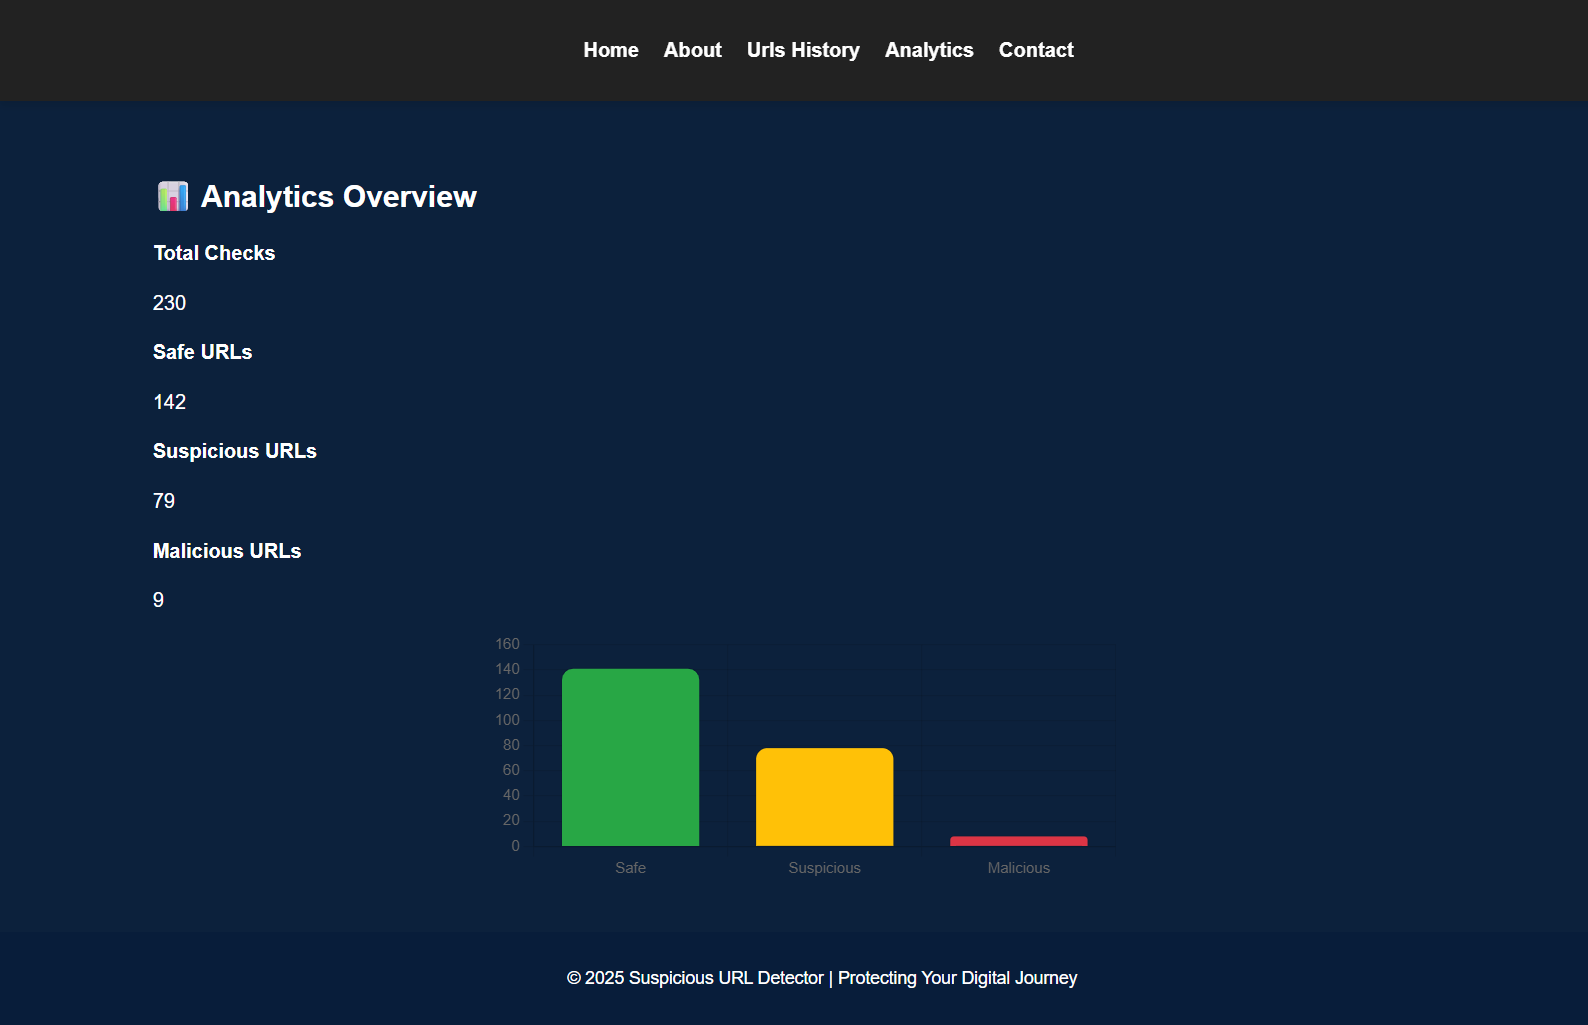 Home About Urls History Analytics Contact
Analytics Overview
Total Checks
230
Safe URLs
142
Suspicious URLs
79
Malicious URLs
9
160
140
120
100
80
60
40
20
0
Safe Suspicious Malicious
© 2025 Suspicious URL Detector | Protecting Your Digital Journey